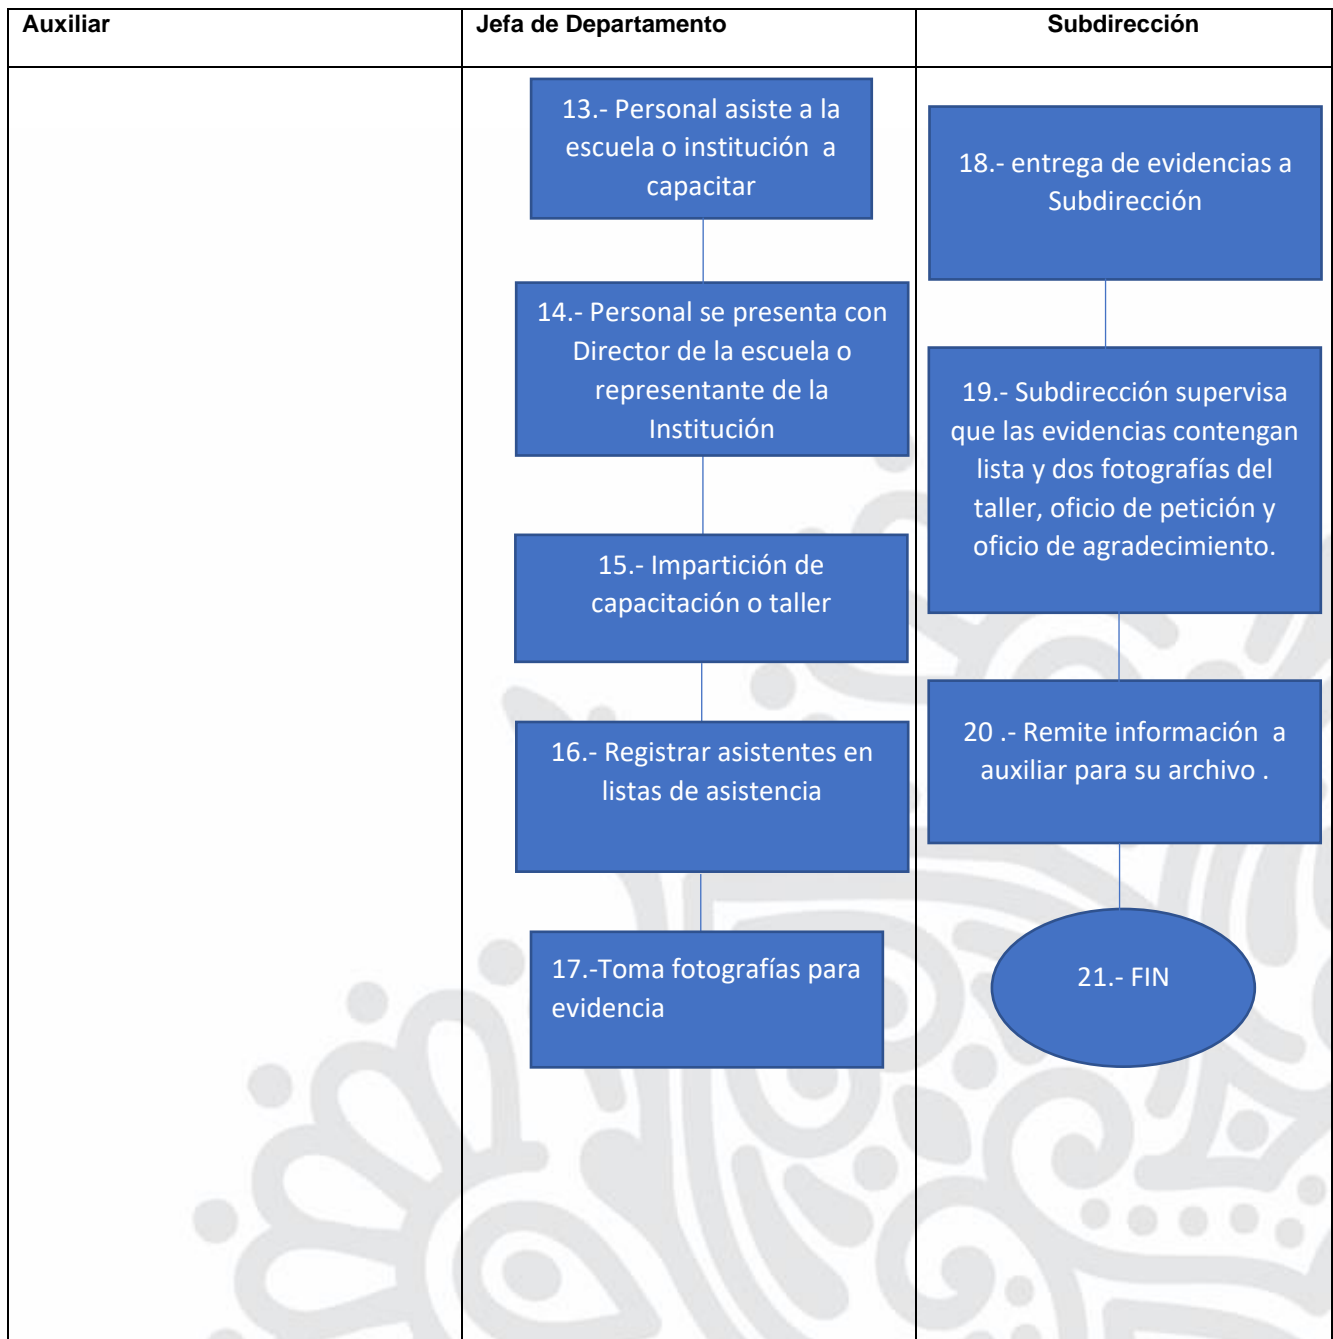 Auxiliar
Jefa de Departamento
Subdirección
13.- Personal asiste a la
escuela o institución  a
capacitar
14.- Personal se presenta con
Director de la escuela o
representante de la
Institución
15.- Impartición de
capacitación o taller
16.- Registrar asistentes en
listas de asistencia
17.-Toma fotografías para
evidencia
18.- entrega de evidencias a
Subdirección
19.- Subdirección supervisa
que las evidencias contengan
lista y dos fotografías del
taller, oficio de petición y
oficio de agradecimiento.
20 .- Remite información  a
auxiliar para su archivo .
21.- FIN